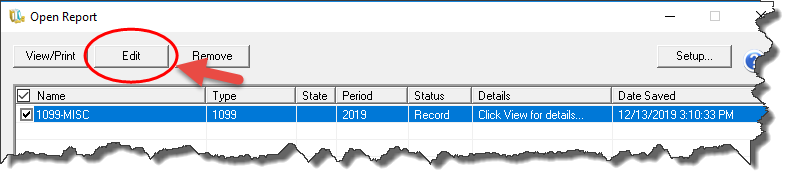 Open Report
View/Print Edit Remove Setup... ?
Name Type State Period Status Details Date Saved
1099-MISC 1099 2019 Record Click View for details... 12/13/2019 3:10:33 PM